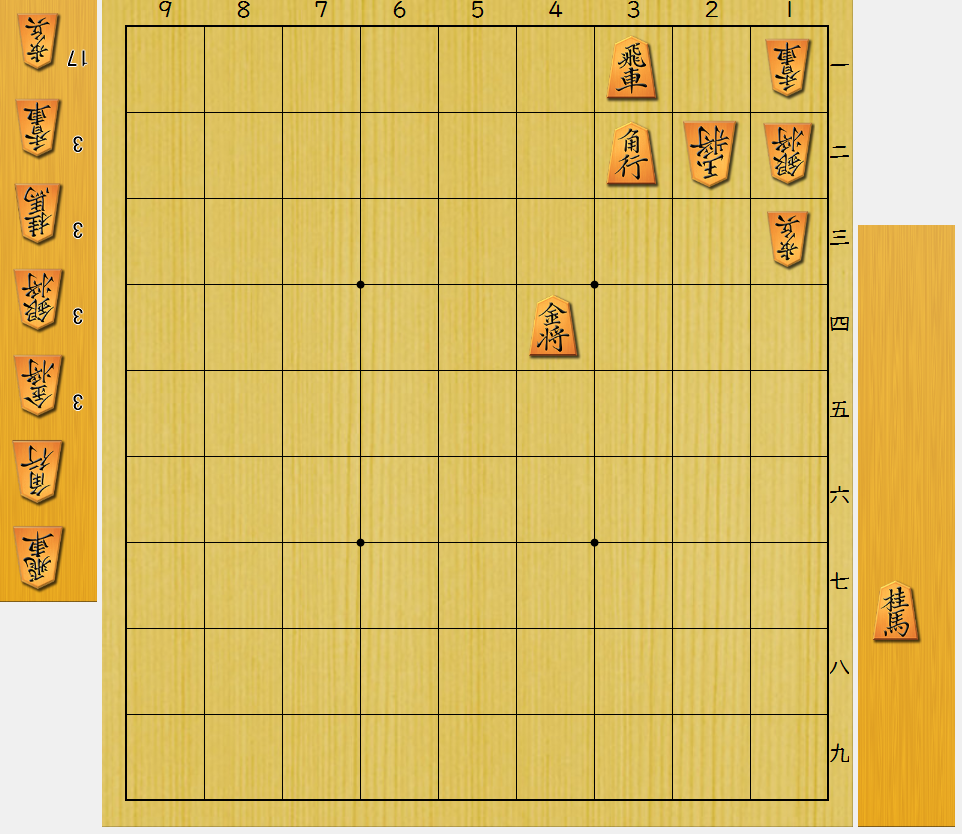 9 8 7 6 5 4 3 2 1
飛車 香車 一
角行 玉将 銀将 二
歩兵 三
金将 四
五
六
七
八
九
歩兵 17
香車 3
桂馬 3
銀将 3
金将 3
角行
飛車
桂馬